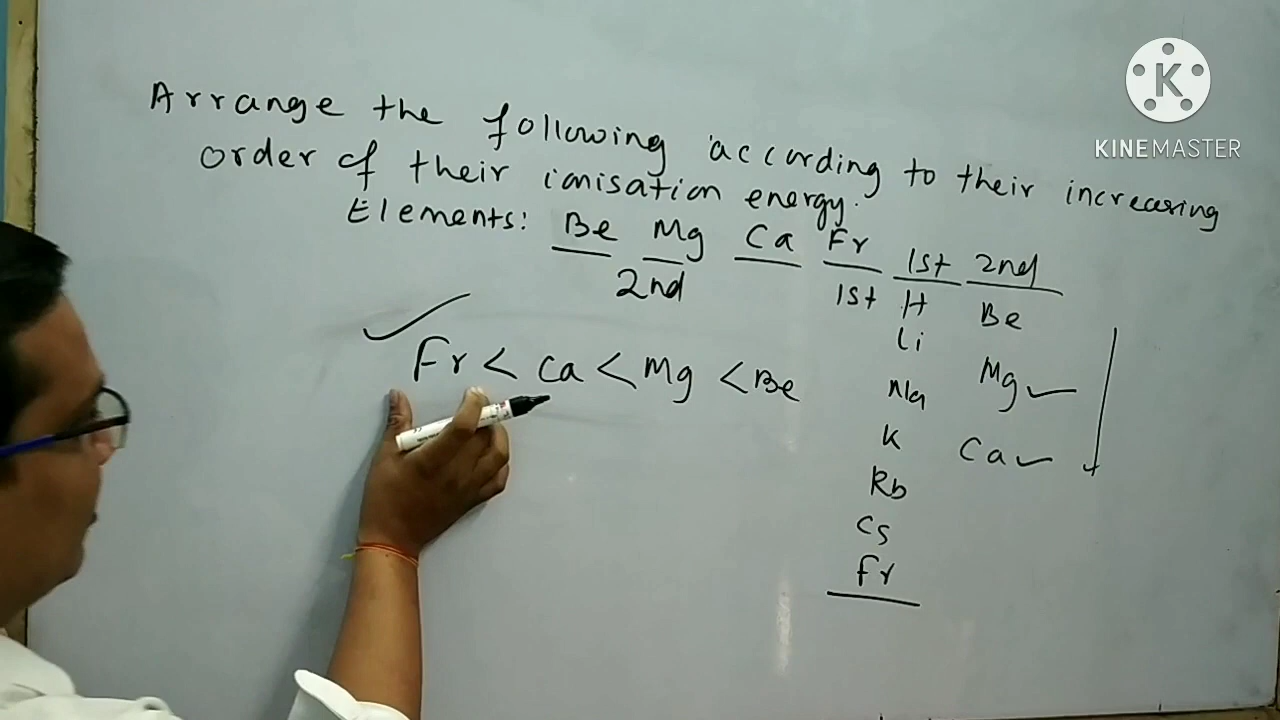 Arrange the following according to their increasing
order of their ionisation energy.
Elements: Be Mg Ca Fr
2nd 1st
Fr < Ca < Mg < Be
1st 2nd
H Be
Li
Na Mg
K Ca
Rb
Cs
Fr
K
KINEMASTER